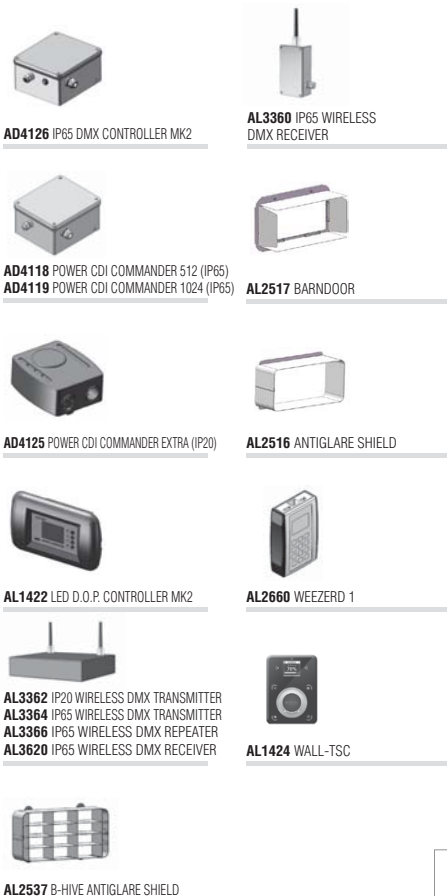 AD4126 IP65 DMX CONTROLLER MK2
AL3360 IP65 WIRELESS
DMX RECEIVER
AD4118 POWER CDI COMMANDER 512 (IP65)
AD4119 POWER CDI COMMANDER 1024 (IP65)
AL2517 BARNDOOR
AD4125 POWER CDI COMMANDER EXTRA (IP20)
AL2516 ANTIGLARE SHIELD
AL1422 LED D.O.P. CONTROLLER MK2
AL2660 WEEZERD 1
AL3362 IP20 WIRELESS DMX TRANSMITTER
AL3364 IP65 WIRELESS DMX TRANSMITTER
AL3366 IP65 WIRELESS DMX REPEATER
AL3620 IP65 WIRELESS DMX RECEIVER
AL1424 WALL-TSC
AL2537 B-HIVE ANTIGLARE SHIELD